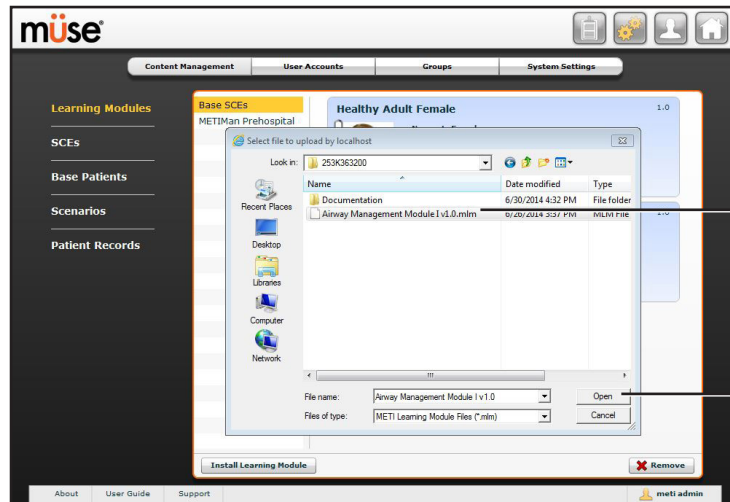 müse®
Content Management User Accounts Groups System Settings
Learning Modules
SCEs
Base Patients
Scenarios
Patient Records
Base SCEs
METIMan Prehospital
Healthy Adult Female 1.0
1.0
Select file to upload by localhost
Look in: 253K363200
Name Date modified Type
Documentation 6/30/2014 4:32 PM File folder
Airway Management Module I v1.0.mlm 6/26/2014 3:37 PM MLM File
Recent Places
Desktop
Libraries
Computer
Network
File name: Airway Management Module I v1.0 Open
Files of type: METI Learning Module Files (*.mlm) Cancel
Install Learning Module Remove
About User Guide Support meti admin